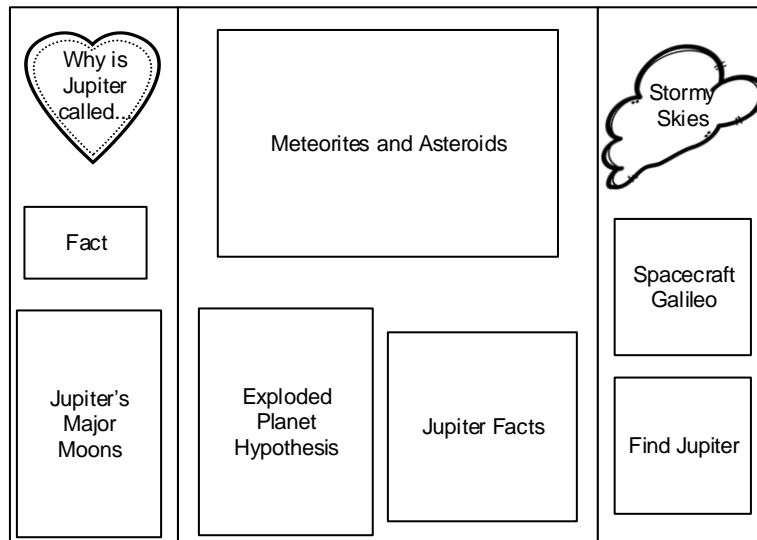 Why is
Jupiter
called...
Fact
Jupiter’s
Major
Moons
Meteorites and Asteroids
Exploded
Planet
Hypothesis
Jupiter Facts
Stormy
Skies
Spacecraft
Galileo
Find Jupiter